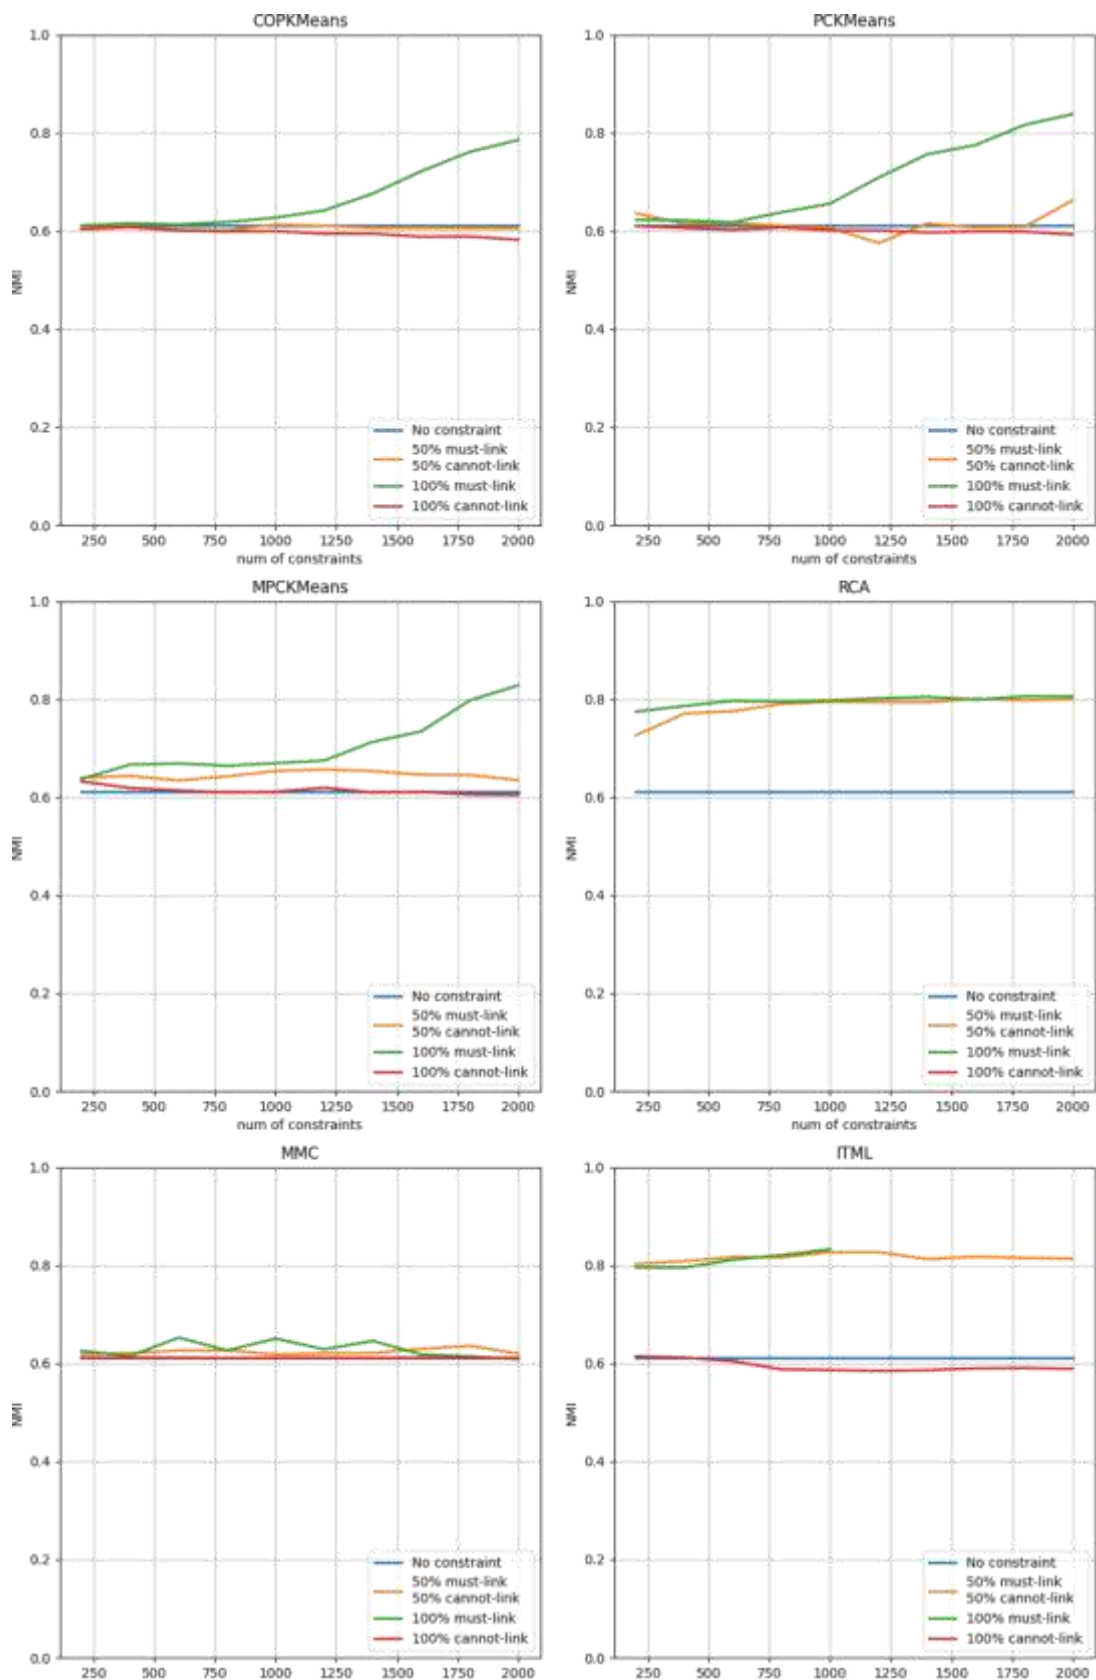 COPKMeans
1.0
0.8
0.6
0.4
0.2
0.0
NMI
No constraint
50% must-link
50% cannot-link
100% must-link
100% cannot-link
250 500 750 1000 1250 1500 1750 2000
num of constraints
PCKMeans
1.0
0.8
0.6
0.4
0.2
0.0
NMI
No constraint
50% must-link
50% cannot-link
100% must-link
100% cannot-link
250 500 750 1000 1250 1500 1750 2000
num of constraints
MPCKMeans
1.0
0.8
0.6
0.4
0.2
0.0
NMI
No constraint
50% must-link
50% cannot-link
100% must-link
100% cannot-link
250 500 750 1000 1250 1500 1750 2000
num of constraints
RCA
1.0
0.8
0.6
0.4
0.2
0.0
NMI
No constraint
50% must-link
50% cannot-link
100% must-link
100% cannot-link
250 500 750 1000 1250 1500 1750 2000
num of constraints
MMC
1.0
0.8
0.6
0.4
0.2
0.0
NMI
No constraint
50% must-link
50% cannot-link
100% must-link
100% cannot-link
250 500 750 1000 1250 1500 1750 2000
ITML
1.0
0.8
0.6
0.4
0.2
0.0
NMI
No constraint
50% must-link
50% cannot-link
100% must-link
100% cannot-link
250 500 750 1000 1250 1500 1750 2000